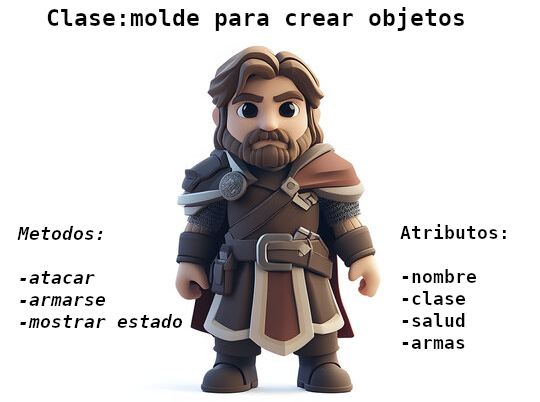 Clase:molde para crear objetos
Metodos:
-atacar
-armarse
-mostrar estado
Atributos:
-nombre
-clase
-salud
-armas